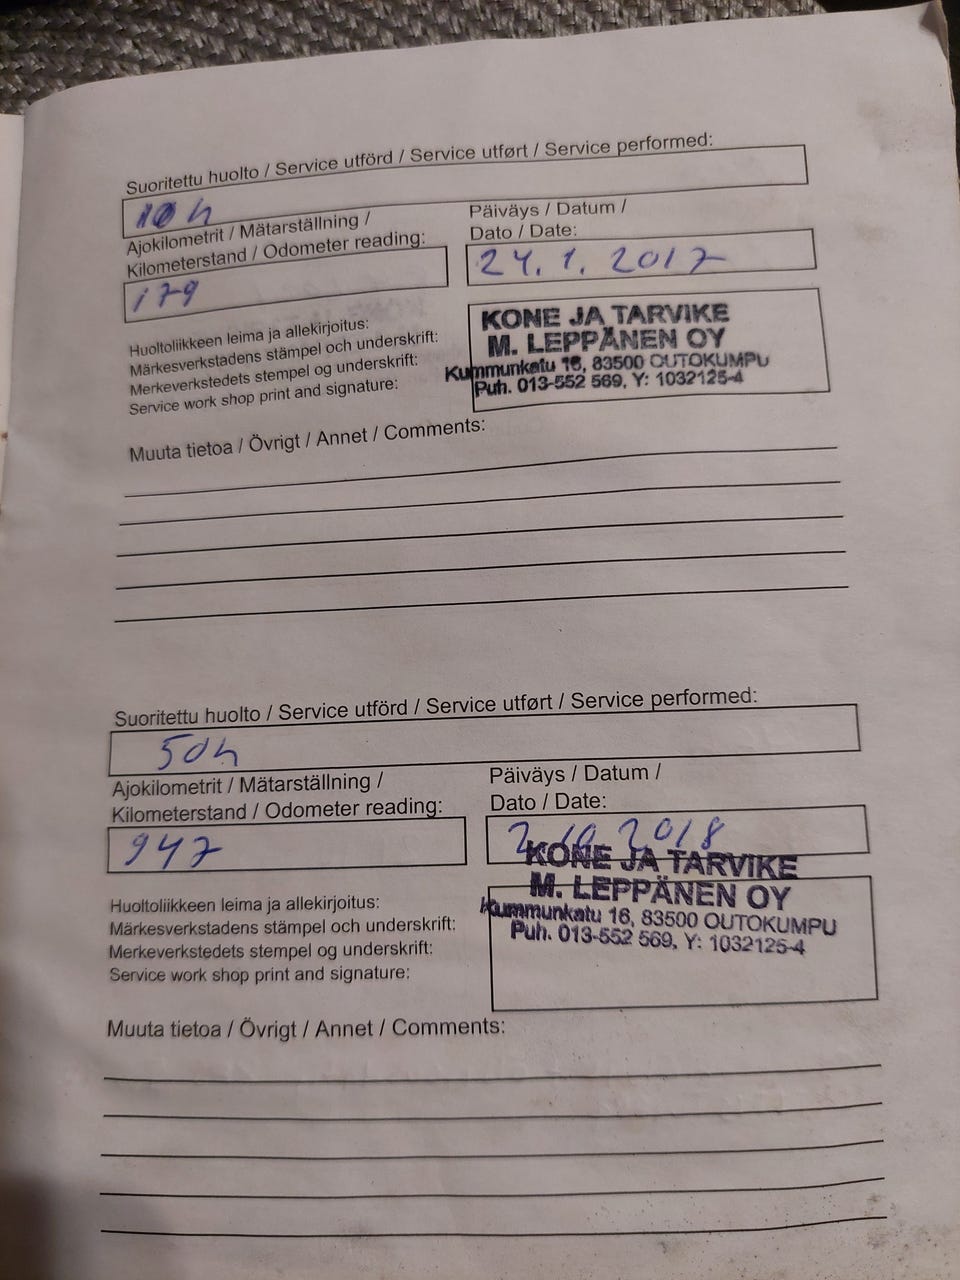 Suoritettu huolto / Service utförd / Service utført / Service performed:
10 h
Ajokilometrit / Mätarställning /
Kilometerstand / Odometer reading:
179
Päiväys / Datum /
Dato / Date:
24.1.2017
Huoltoliikkeen leima ja allekirjoitus:
Märkesverkstadens stämpel och underskrift:
Merkeverkstedets stempel og underskrift:
Service work shop print and signature:
KONE JA TARVIKE
M. LEPPÄNEN OY
Kummunkatu 16, 83500 OUTOKUMPU
Puh. 013-552 569, Y: 1032125-4
Muuta tietoa / Övrigt / Annet / Comments:
Suoritettu huolto / Service utförd / Service utført / Service performed:
50h
Ajokilometrit / Mätarställning /
Kilometerstand / Odometer reading:
947
Päiväys / Datum /
Dato / Date:
2.10.2018
Huoltoliikkeen leima ja allekirjoitus:
Märkesverkstadens stämpel och underskrift:
Merkeverkstedets stempel og underskrift:
Service work shop print and signature:
KONE JA TARVIKE
M. LEPPÄNEN OY
Kummunkatu 16, 83500 OUTOKUMPU
Puh. 013-552 569, Y: 1032125-4
Muuta tietoa / Övrigt / Annet / Comments: